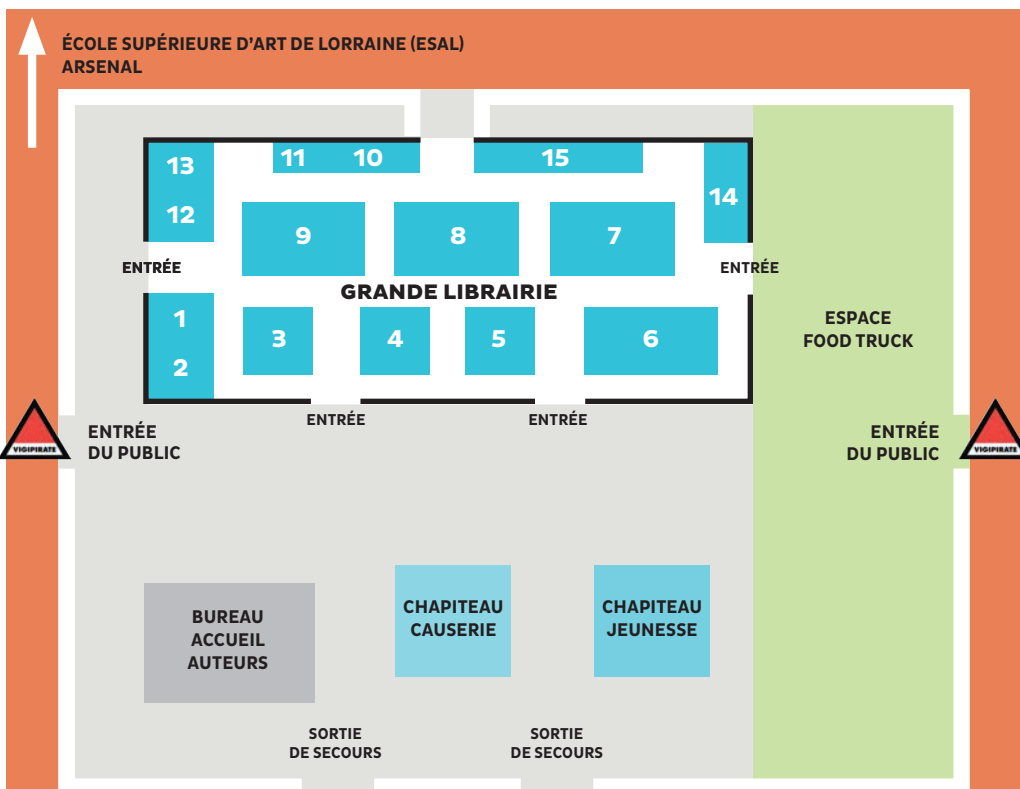 ÉCOLE SUPÉRIEURE D'ART DE LORRAINE (ESAL)
ARSENAL
13
11
10
15
14
12
9
8
7
ENTRÉE
ENTRÉE
GRANDE LIBRAIRIE
1
2
3
4
5
6
ESPACE
FOOD TRUCK
ENTRÉE
ENTRÉE
VIGIPIRATE
ENTRÉE
DU PUBLIC
ENTRÉE
DU PUBLIC
VIGIPIRATE
BUREAU
ACCUEIL
AUTEURS
CHAPITEAU
CAUSERIE
CHAPITEAU
JEUNESSE
SORTIE
DE SECOURS
SORTIE
DE SECOURS